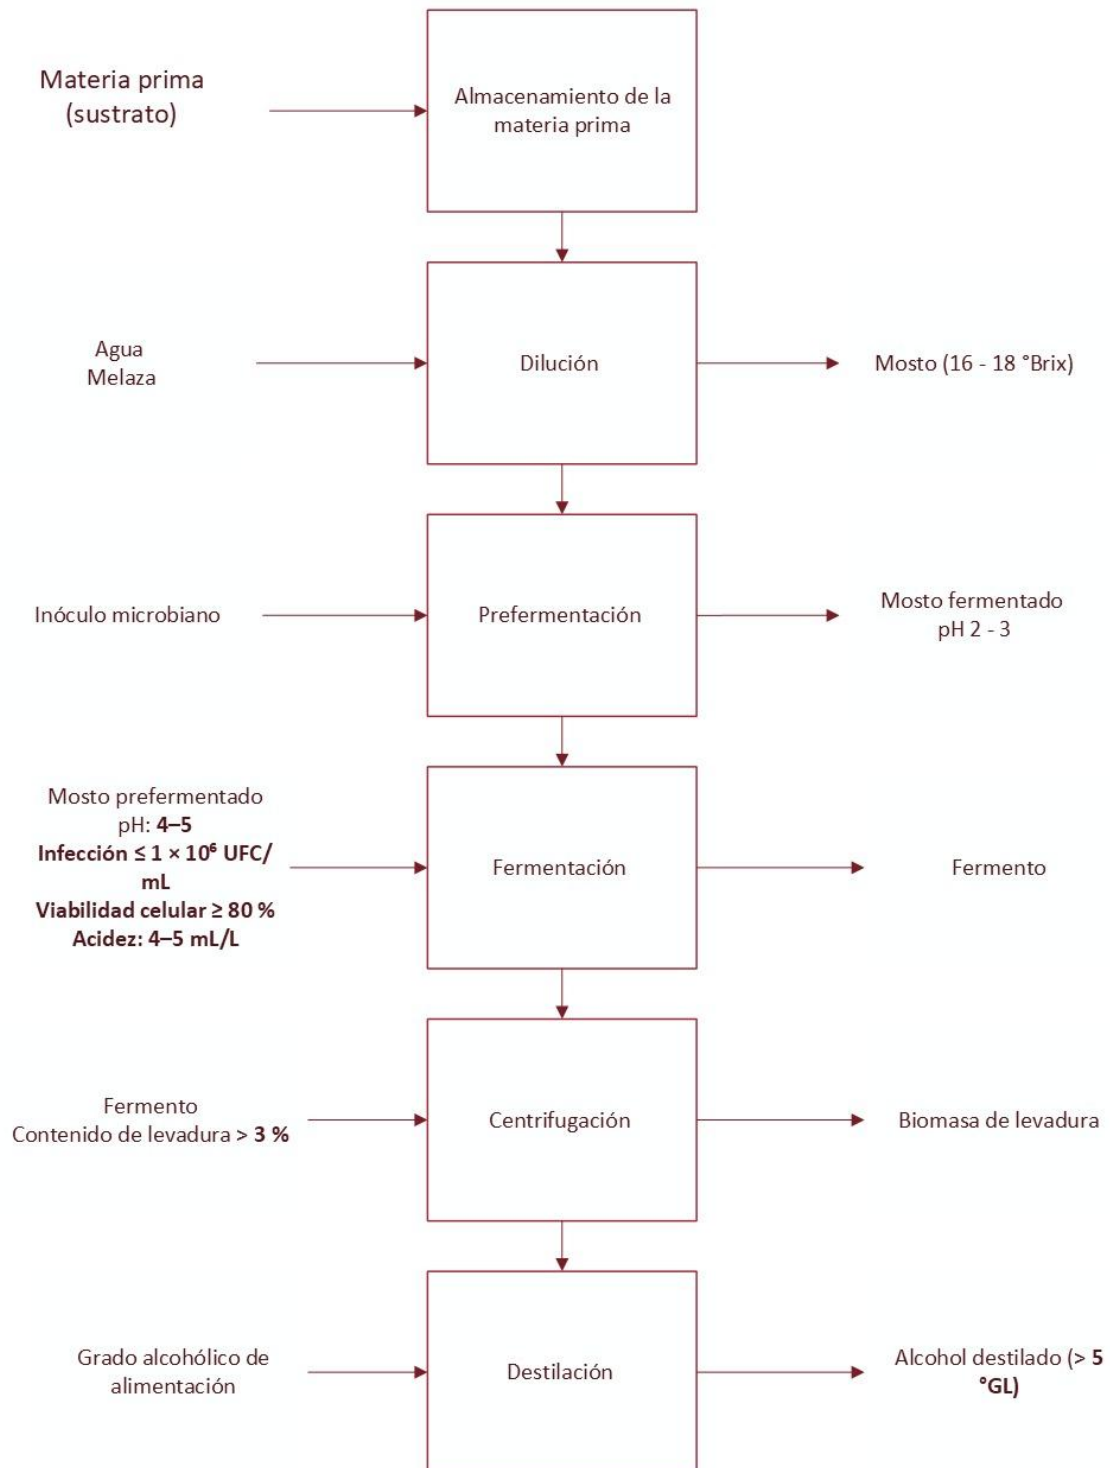 Materia prima
(sustrato)
Almacenamiento de la
materia prima
Agua
Melaza
Dilución
Mosto (16 - 18 °Brix)
Inóculo microbiano
Prefermentación
Mosto fermentado
pH 2 - 3
Mosto prefermentado
pH: 4–5
Infección ≤ 1 × 10⁶ UFC/
mL
Viabilidad celular ≥ 80 %
Acidez: 4–5 mL/L
Fermentación
Fermento
Fermento
Contenido de levadura > 3 %
Centrifugación
Biomasa de levadura
Grado alcohólico de
alimentación
Destilación
Alcohol destilado (> 5
°GL)